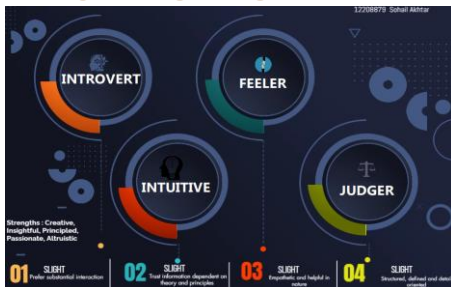 12208879 Sohail Akhtar
INTROVERT
FEELER
INTUITIVE
JUDGER
Strengths : Creative,
Insightful, Principled,
Passionate, Altruistic
01
SLIGHT
Prefer substantial interaction
02
SLIGHT
Trust information dependent on
theory and principles
03
SLIGHT
Empathetic and helpful in
nature
04
SLIGHT
Structured, defined and detail
oriented